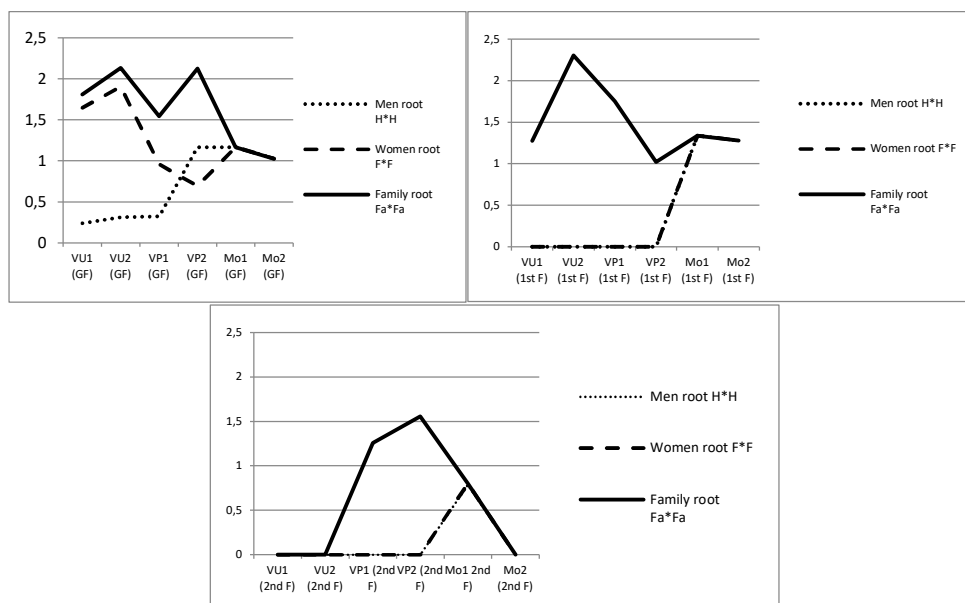 2,5
2
1,5
1
0,5
0
VU1 VU2 VP1 VP2 Mo1 Mo2
(GF) (GF) (GF) (GF) (GF) (GF)
Men root
H*H
Women root
F*F
Family root
Fa*Fa
2,5
2
1,5
1
0,5
0
VU1 VU2 VP1 VP2 Mo1 Mo2
(1st F) (1st F) (1st F) (1st F) (1st F) (1st F)
Men root H*H
Women root F*F
Family root
Fa*Fa
2,5
2
1,5
1
0,5
0
VU1 VU2 VP1 (2nd VP2 (2nd Mo1 2nd Mo2
(2nd F) (2nd F) F) F) F) (2nd F)
Men root H*H
Women root F*F
Family root
Fa*Fa